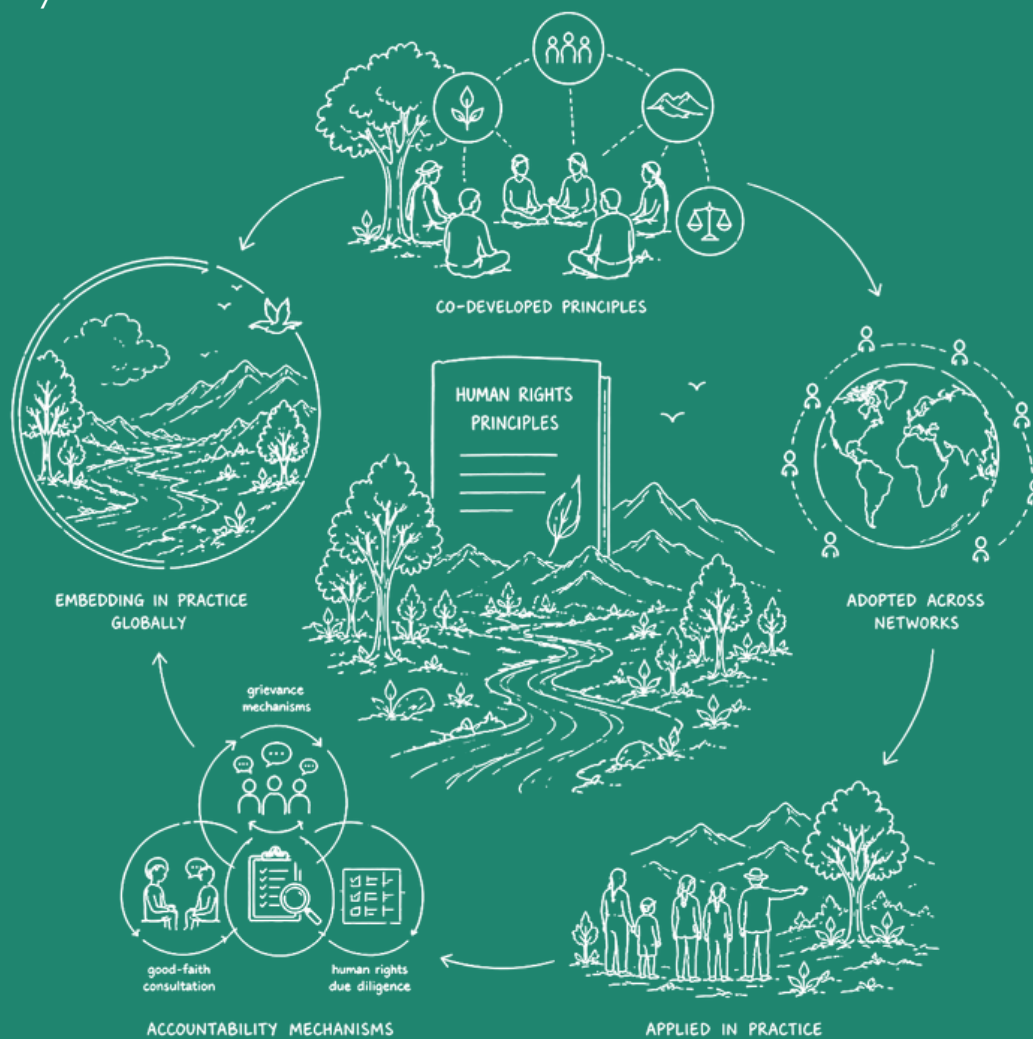 CO-DEVELOPED PRINCIPLES
HUMAN RIGHTS
PRINCIPLES
ADOPTED ACROSS
NETWORKS
APPLIED IN PRACTICE
grievance
mechanisms
good-faith
consultation
human rights
due diligence
ACCOUNTABILITY MECHANISMS
EMBEDDING IN PRACTICE
GLOBALLY